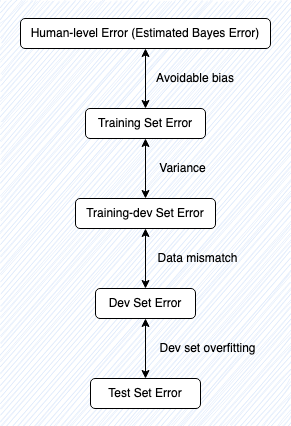 Human-level Error (Estimated Bayes Error)
Avoidable bias
Training Set Error
Variance
Training-dev Set Error
Data mismatch
Dev Set Error
Dev set overfitting
Test Set Error